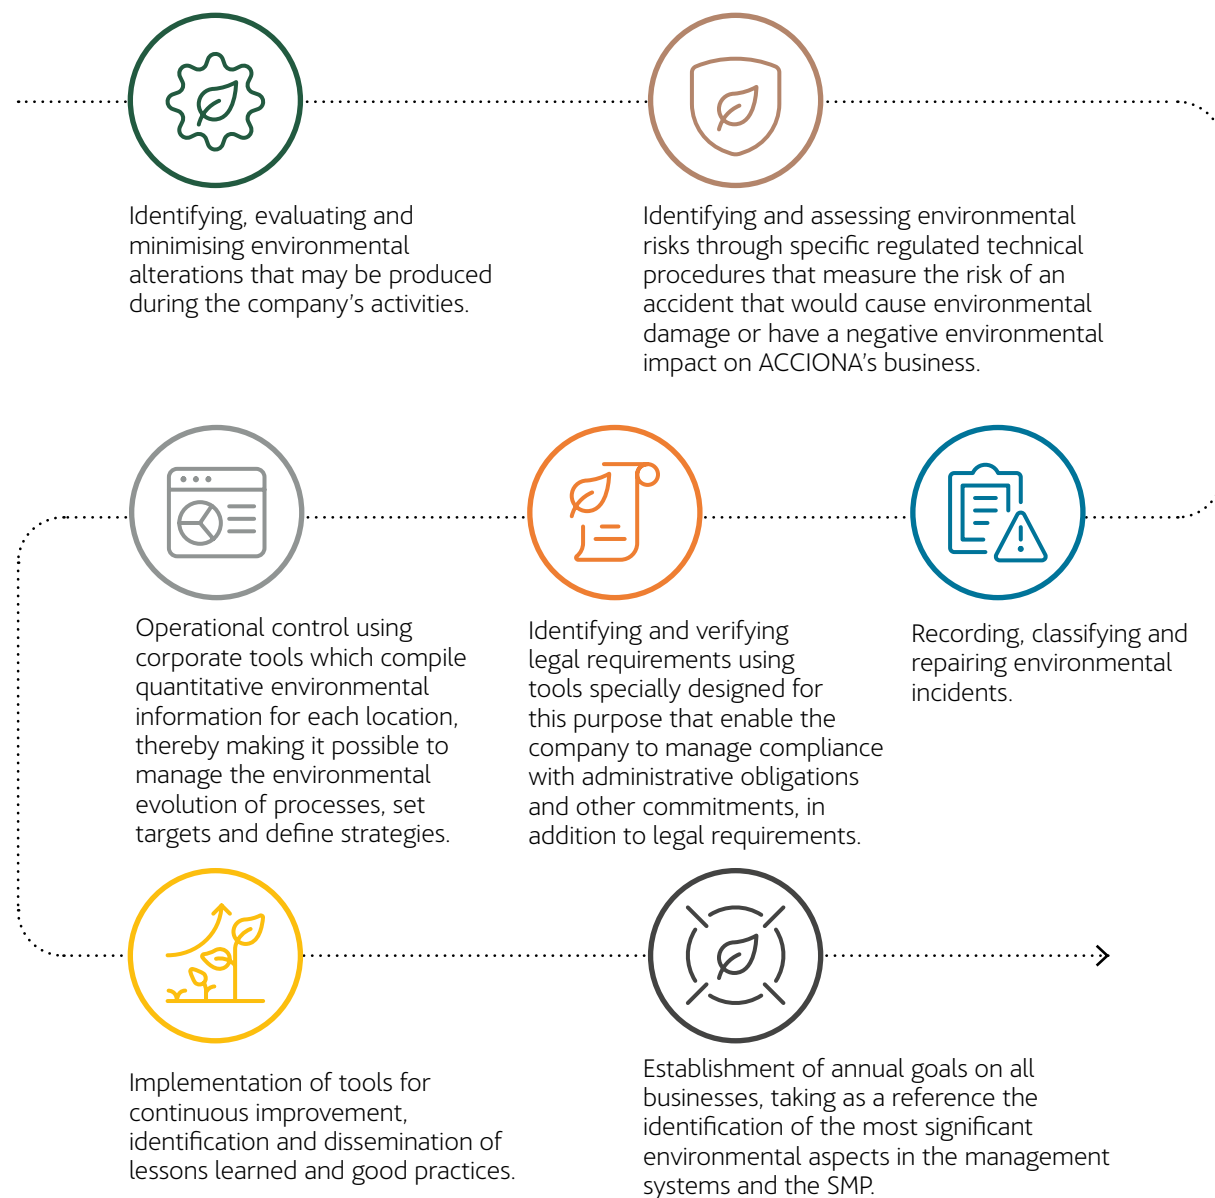 Identifying, evaluating and
minimising environmental
alterations that may be produced
during the company’s activities.
Identifying and assessing environmental
risks through specific regulated technical
procedures that measure the risk of an
accident that would cause environmental
damage or have a negative environmental
impact on ACCIONA’s business.
Operational control using
corporate tools which compile
quantitative environmental
information for each location,
thereby making it possible to
manage the environmental
evolution of processes, set
targets and define strategies.
Identifying and verifying
legal requirements using
tools specially designed for
this purpose that enable the
company to manage compliance
with administrative obligations
and other commitments, in
addition to legal requirements.
Recording, classifying and
repairing environmental
incidents.
Implementation of tools for
continuous improvement,
identification and dissemination of
lessons learned and good practices.
Establishment of annual goals on all
businesses, taking as a reference the
identification of the most significant
environmental aspects in the management
systems and the SMP.